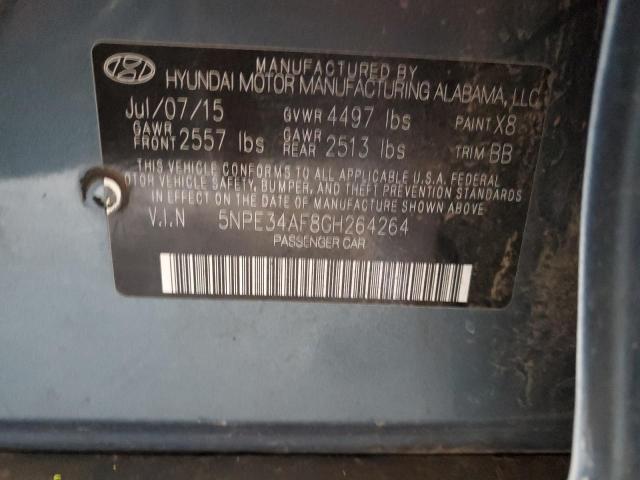 MANUFACTURED BY
HYUNDAI MOTOR MANUFACTURING ALABAMA, LLC
Jul/07/15 GVWR 4497 lbs PAINT X8
GAWR FRONT 2557 lbs GAWR REAR 2513 lbs TRIM BB
THIS VEHICLE CONFORMS TO ALL APPLICABLE U.S.A. FEDERAL
MOTOR VEHICLE SAFETY, BUMPER, AND THEFT PREVENTION STANDARDS
IN EFFECT ON THE DATE OF MANUFACTURE SHOWN ABOVE.
V.I.N 5NPE34AF8GH264264
PASSENGER CAR